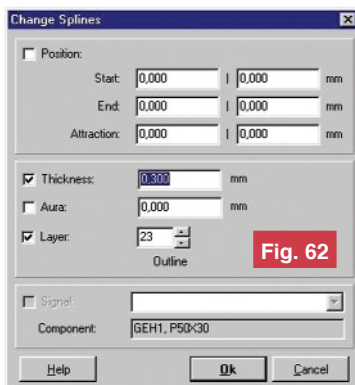 Change Splines
Position:
Start: 0,000 | 0,000 mm
End: 0,000 | 0,000 mm
Attraction: 0,000 | 0,000 mm
Thickness: 0,300 mm
Aura: 0,000 mm
Layer: 23
Outline
Fig. 62
Signal:
Component: GEH1, P50X30
Help Ok Cancel